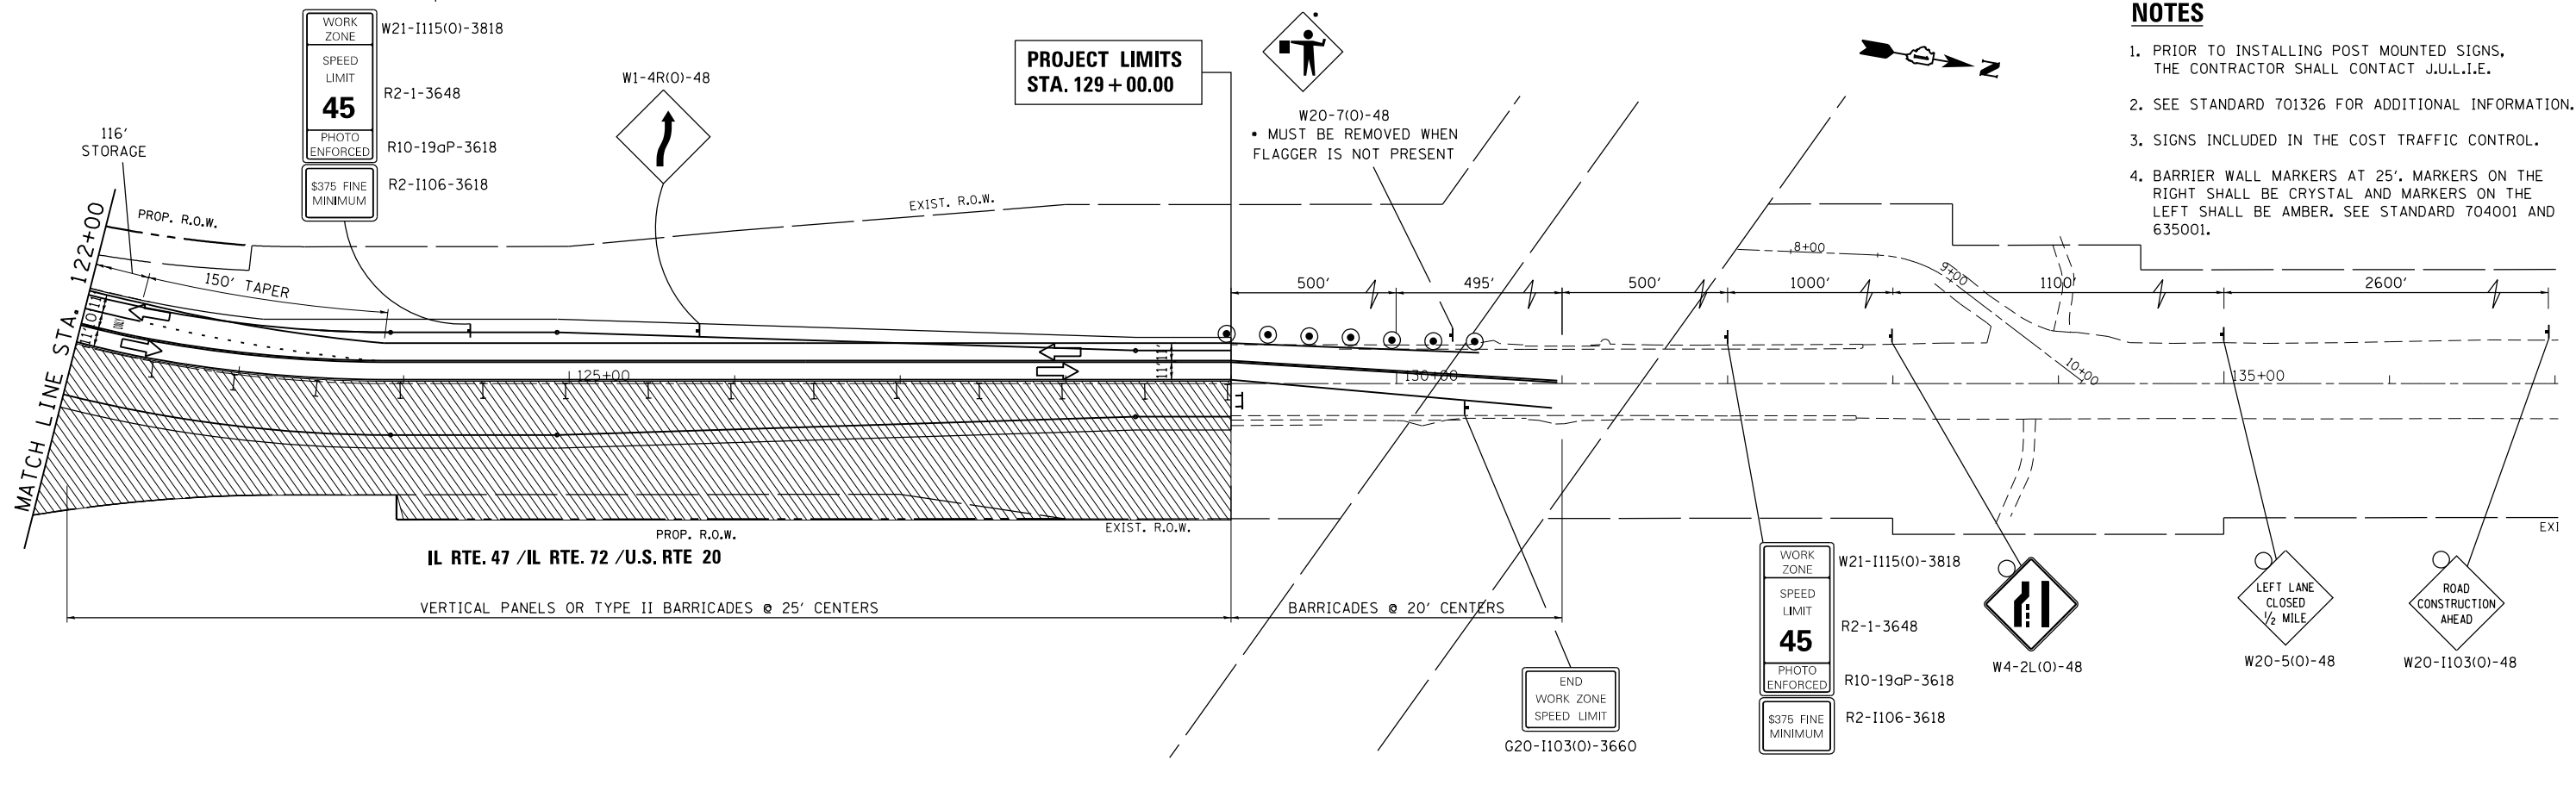 WORK
ZONE
SPEED
LIMIT
45
PHOTO
ENFORCED
$375 FINE
MINIMUM
W21-I115(O)-3818
R2-1-3648
R10-19aP-3618
R2-I106-3618
W1-4R(O)-48
PROJECT LIMITS
STA. 129+00.00
W20-7(O)-48
• MUST BE REMOVED WHEN
FLAGGER IS NOT PRESENT
N
NOTES
1. PRIOR TO INSTALLING POST MOUNTED SIGNS,
THE CONTRACTOR SHALL CONTACT J.U.L.I.E.
2. SEE STANDARD 701326 FOR ADDITIONAL INFORMATION.
3. SIGNS INCLUDED IN THE COST TRAFFIC CONTROL.
4. BARRIER WALL MARKERS AT 25'. MARKERS ON THE
RIGHT SHALL BE CRYSTAL AND MARKERS ON THE
LEFT SHALL BE AMBER. SEE STANDARD 704001 AND
635001.
116'
STORAGE
PROP. R.O.W.
EXIST. R.O.W.
MATCH LINE STA. 122+00
150' TAPER
11'
10'
11'
ONLY
500'
495'
500'
1000'
1100'
2600'
8+00
9+00
10+00
125+00
11'
11'
130+00
135+00
PROP. R.O.W.
EXIST. R.O.W.
EXI
IL RTE. 47 /IL RTE. 72 /U.S. RTE 20
VERTICAL PANELS OR TYPE II BARRICADES @ 25' CENTERS
BARRICADES @ 20' CENTERS
END
WORK ZONE
SPEED LIMIT
G20-I103(O)-3660
WORK
ZONE
SPEED
LIMIT
45
PHOTO
ENFORCED
$375 FINE
MINIMUM
W21-I115(O)-3818
R2-1-3648
R10-19aP-3618
R2-I106-3618
W4-2L(O)-48
LEFT LANE
CLOSED
½ MILE
W20-5(O)-48
ROAD
CONSTRUCTION
AHEAD
W20-I103(O)-48